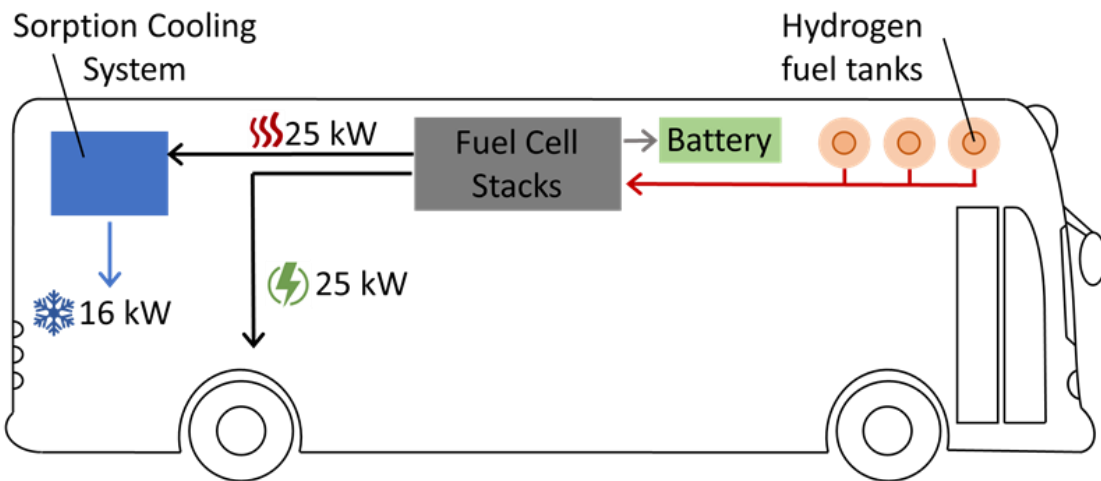 Sorption Cooling
System
Hydrogen
fuel tanks
25 kW
Fuel Cell
Stacks
Battery
25 kW
16 kW